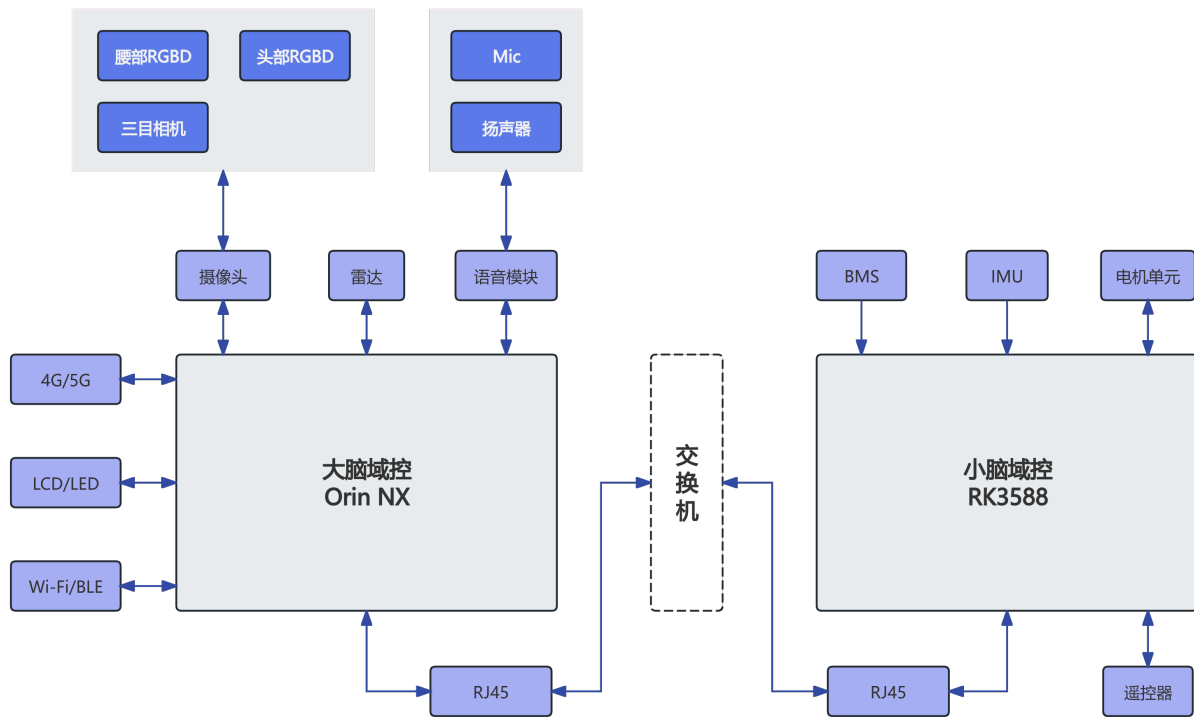 腰部RGBD
头部RGBD
Mic
三目相机
扬声器
摄像头
雷达
语音模块
BMS
IMU
电机单元
4G/5G
LCD/LED
Wi-Fi/BLE
大脑域控
Orin NX
交
换
机
小脑域控
RK3588
RJ45
RJ45
遥控器